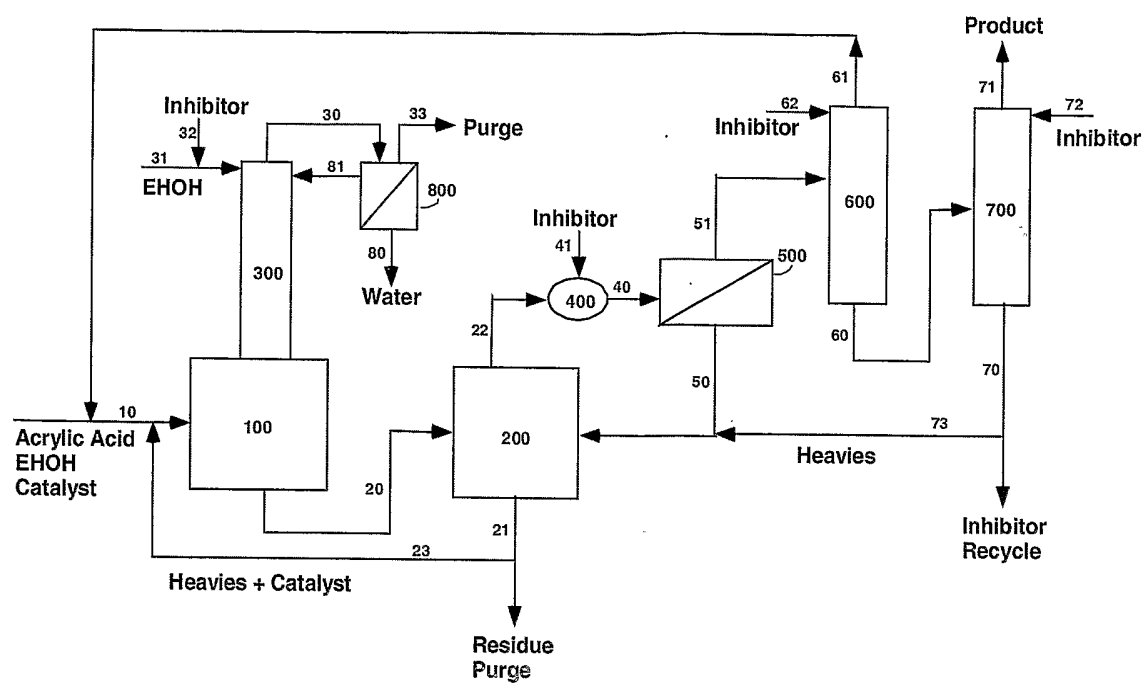 Product
61
71
Inhibitor
30
33
62
72
32
Purge
Inhibitor
Inhibitor
31
81
EHOH
800
600
700
Inhibitor
51
41
80
500
300
Water
400
40
22
60
70
50
10
100
73
Acrylic Acid
200
EHOH
Heavies
Catalyst
20
21
Inhibitor
Recycle
23
Heavies + Catalyst
Residue
Purge